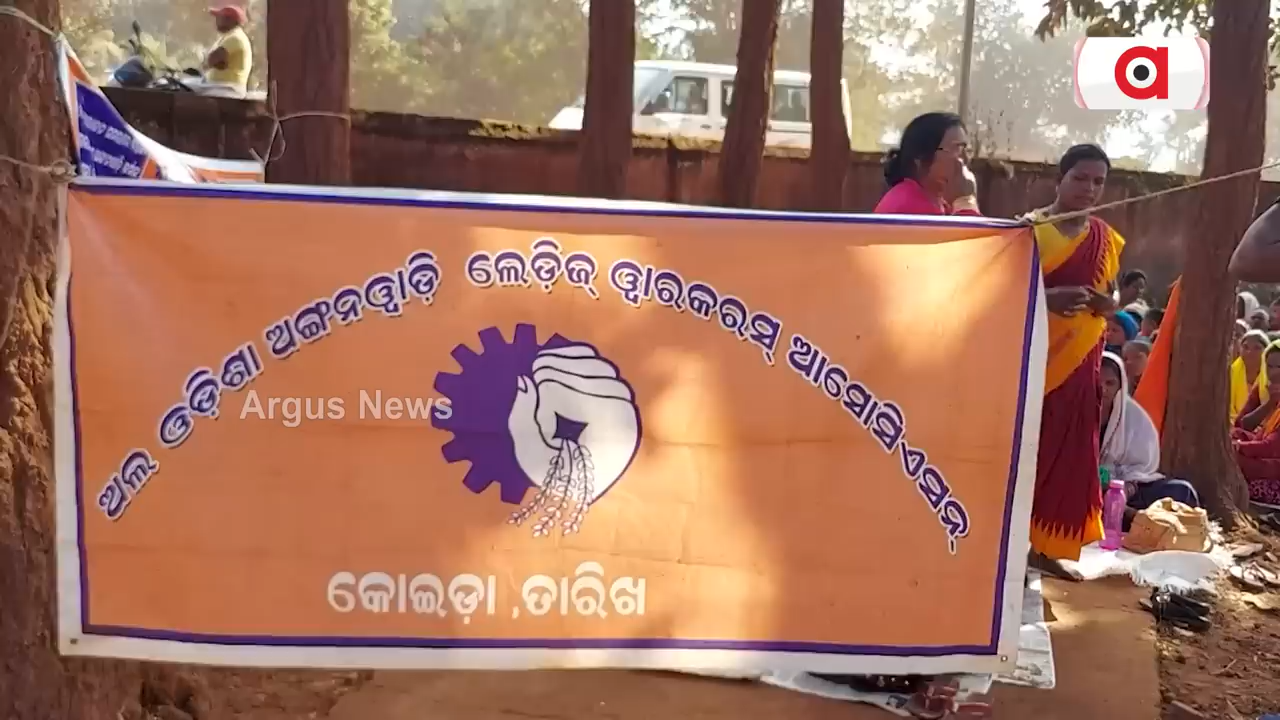 ଅଲ ଓଡ଼ିଶା ଅଙ୍ଗନୱାଡ଼ି ଲେଡ଼ିଜ୍ ୱାରକରସ୍ ଆସୋସିଏସନ୍
Argus News
କୋଇଡ଼ା ,ତାରିଖ